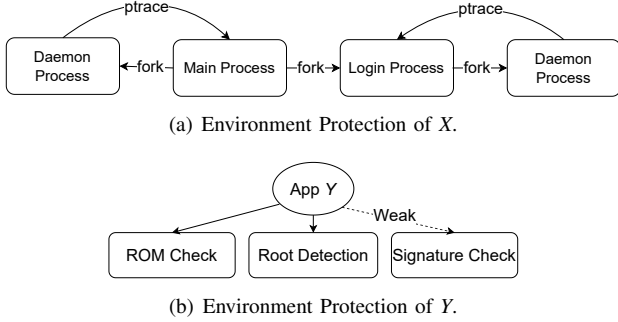 ptrace
ptrace
Daemon
Process
fork
Main Process
fork
Login Process
fork
Daemon
Process
(a) Environment Protection of X.
App Y
Weak
ROM Check
Root Detection
Signature Check
(b) Environment Protection of Y.